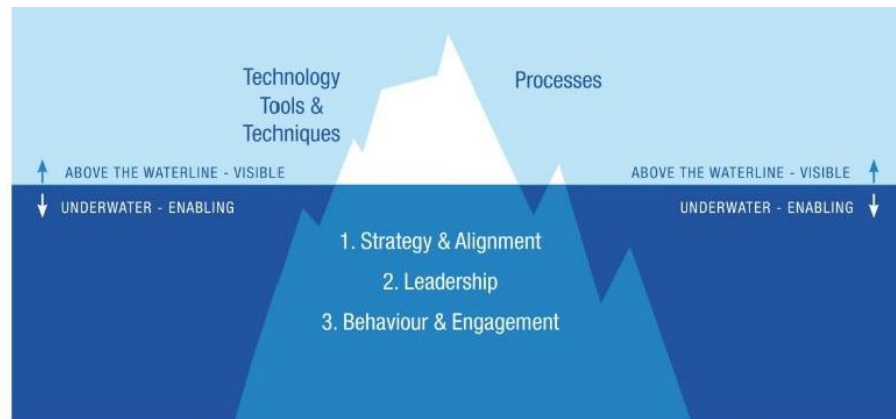 Technology
Tools &
Techniques
Processes
ABOVE THE WATERLINE - VISIBLE
ABOVE THE WATERLINE - VISIBLE
UNDERWATER - ENABLING
UNDERWATER - ENABLING
1. Strategy & Alignment
2. Leadership
3. Behaviour & Engagement